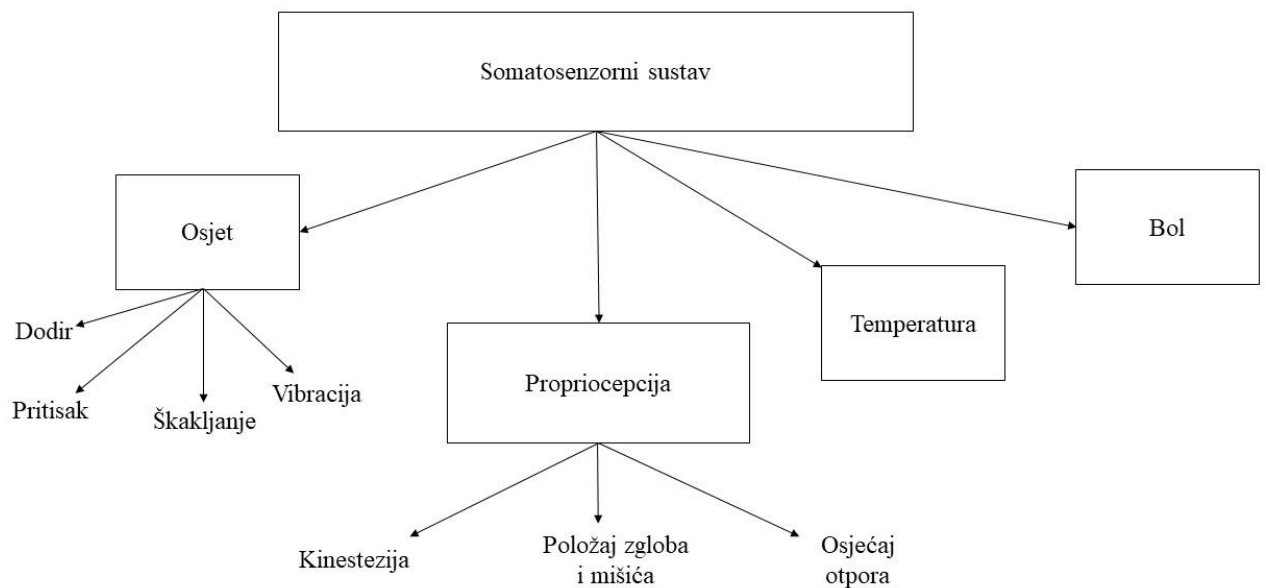 Somatosenzorni sustav
Osjet
Bol
Temperatura
Dodir
Pritisak
Škakljanje
Vibracija
Propriocepcija
Kinestezija
Položaj zgloba
i mišića
Osjećaj
otpora